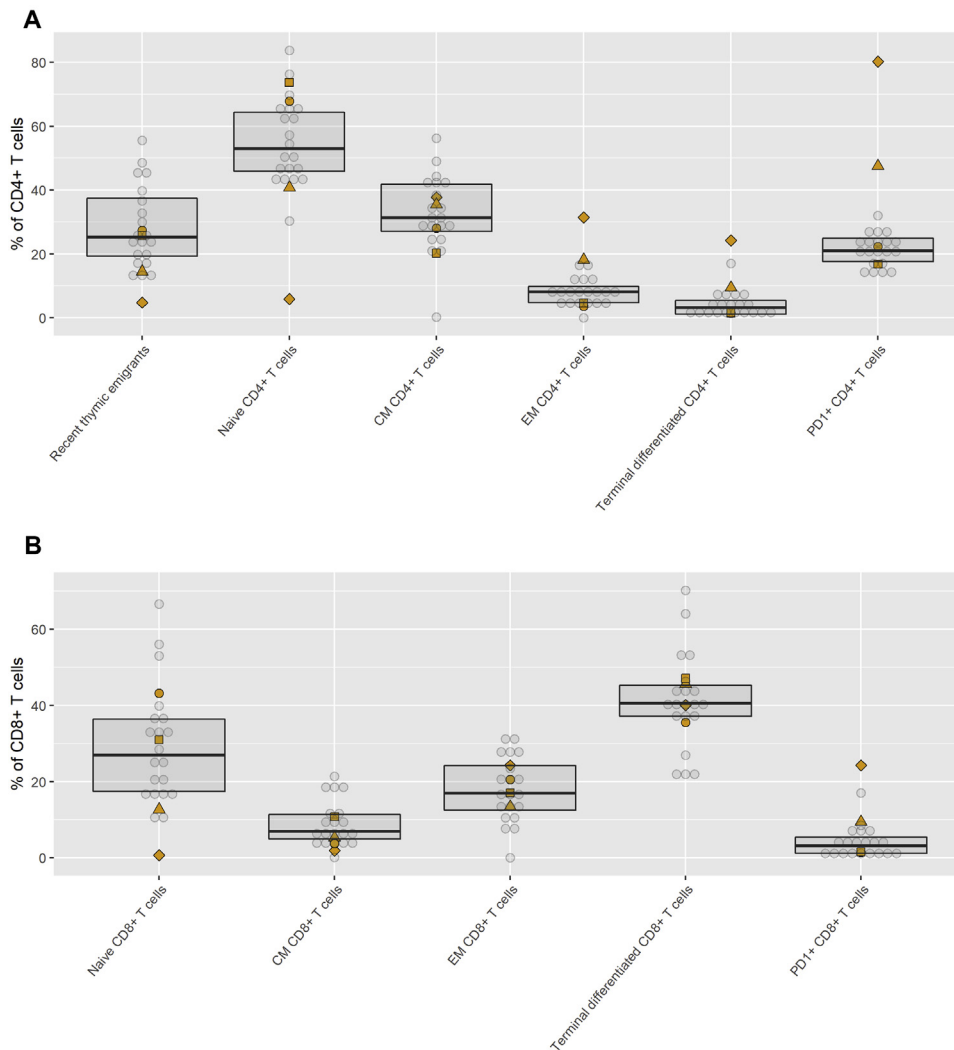 A
% of CD4+ T cells
80
60
40
20
0
Recent thymic emigrants
Naive CD4+ T cells
CM CD4+ T cells
EM CD4+ T cells
Terminal differentiated CD4+ T cells
PD1+ CD4+ T cells
B
% of CD8+ T cells
60
40
20
0
Naive CD8+ T cells
CM CD8+ T cells
EM CD8+ T cells
Terminal differentiated CD8+ T cells
PD1+ CD8+ T cells